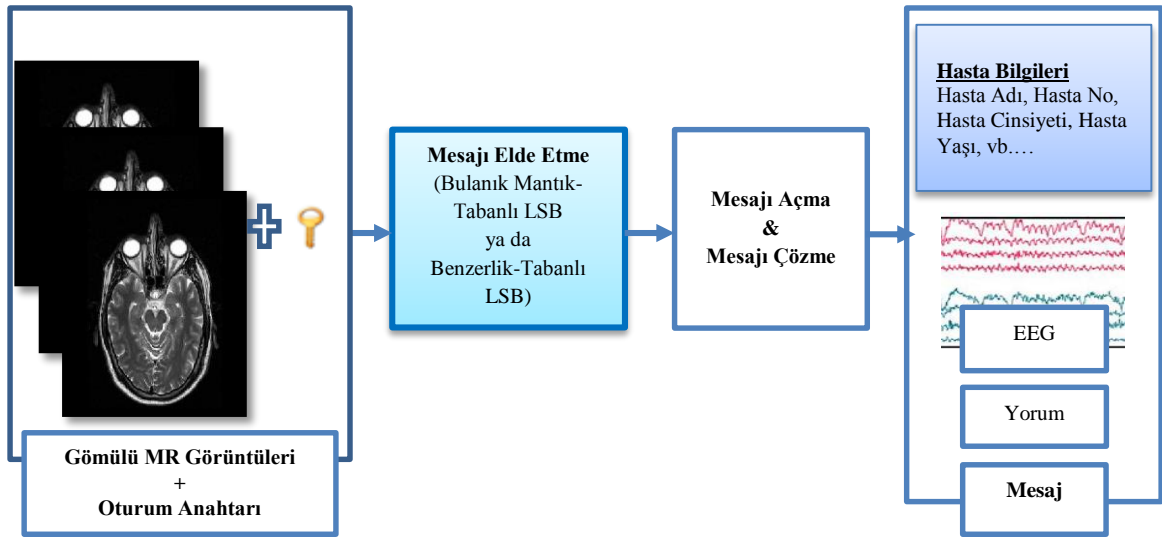 Gömülü MR Görüntüleri
+
Oturum Anahtarı
Mesajı Elde Etme
(Bulanık Mantık-
Tabanlı LSB
ya da
Benzerlik-Tabanlı
LSB)
Mesajı Açma
&
Mesajı Çözme
Hasta Bilgileri
Hasta Adı, Hasta No,
Hasta Cinsiyeti, Hasta
Yaşı, vb.…
EEG
Yorum
Mesaj